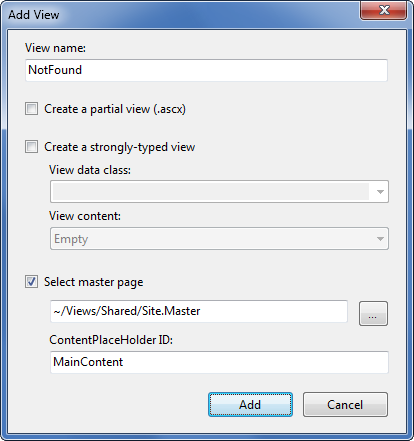 Add View
View name:
NotFound
Create a partial view (.ascx)
Create a strongly-typed view
View data class:
View content:
Empty
Select master page
~/Views/Shared/Site.Master
...
ContentPlaceHolder ID:
MainContent
Add Cancel